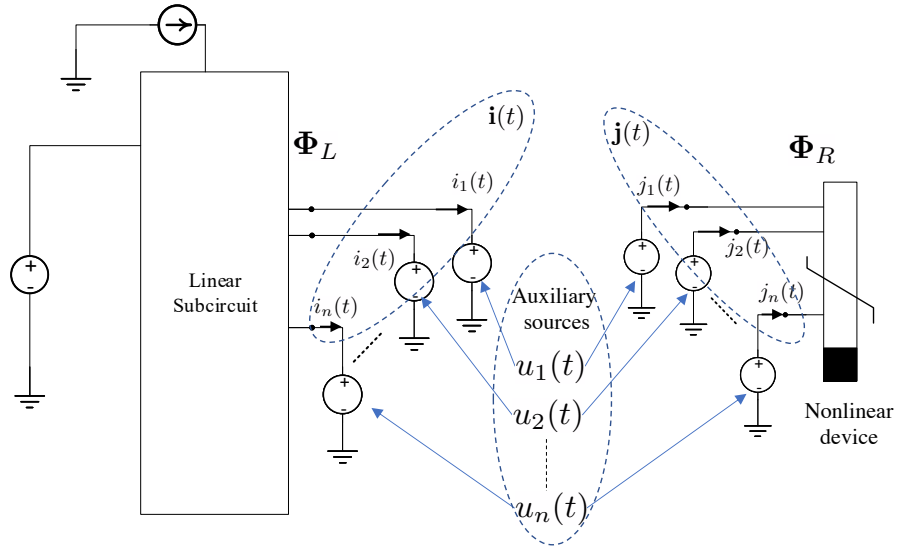 i(t)
j(t)
Φ_L
Φ_R
i_1(t)
j_1(t)
i_2(t)
j_2(t)
i_n(t)
j_n(t)
Linear
Subcircuit
Auxiliary
sources
u_1(t)
u_2(t)
u_n(t)
Nonlinear
device
+
-
+
-
+
-
+
-
+
-
+
-
+
-